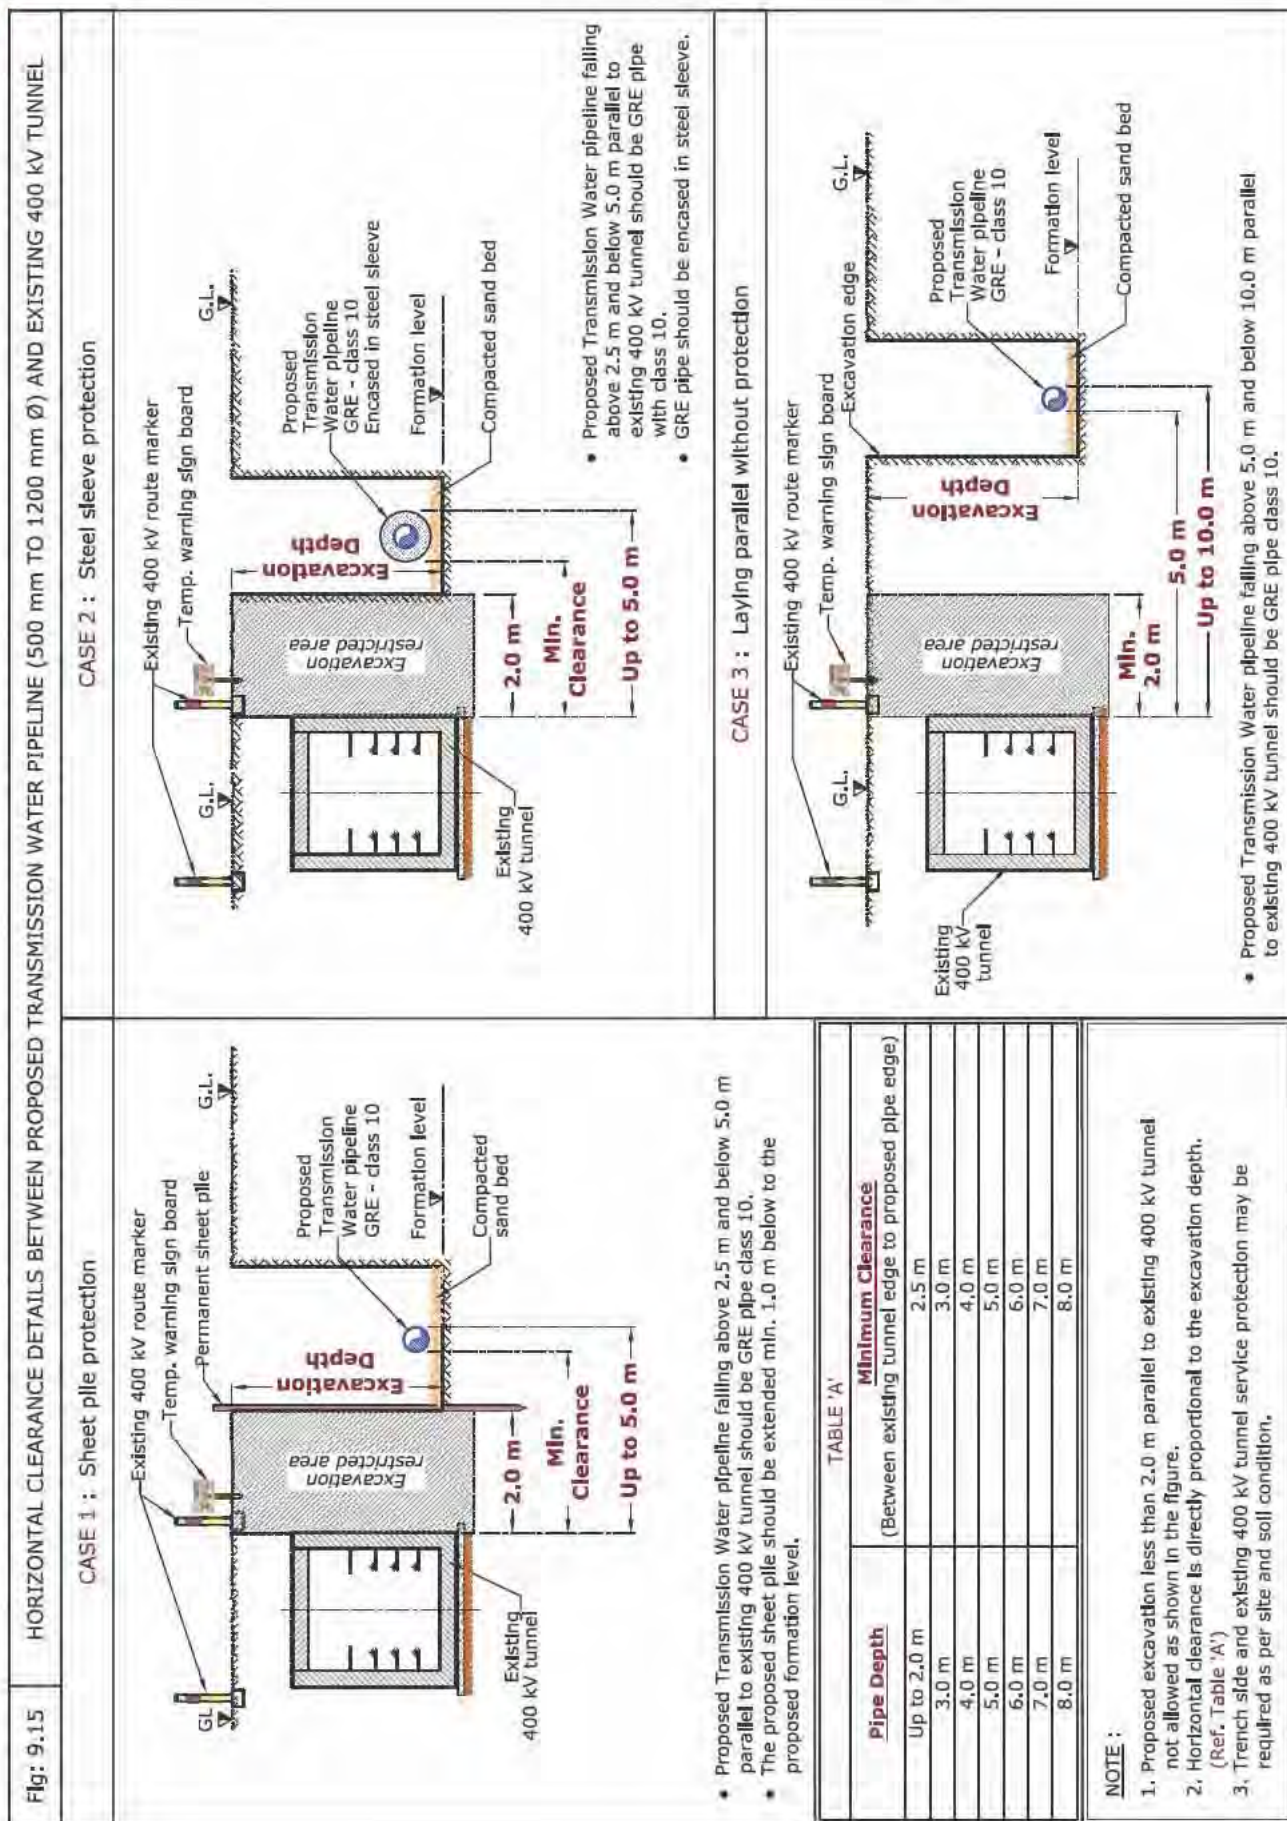 Fig: 9.15
HORIZONTAL CLEARANCE DETAILS BETWEEN PROPOSED TRANSMISSION WATER PIPELINE (500 mm TO 1200 mm Ø) AND EXISTING 400 kV TUNNEL
CASE 1 : Sheet pile protection
Existing 400 kV route marker
Temp. warning sign board
Permanent sheet pile
GL
G.L.
Excavation
restricted area
Excavation
Depth
Proposed
Transmission
Water pipeline
GRE - class 10
Formation level
Compacted
sand bed
Existing
400 kV tunnel
2.0 m
Min.
Clearance
Up to 5.0 m
• Proposed Transmission Water pipeline falling above 2.5 m and below 5.0 m
parallel to existing 400 kV tunnel should be GRE pipe class 10.
• The proposed sheet pile should be extended min. 1.0 m below to the
proposed formation level.
CASE 2 : Steel sleeve protection
Existing 400 kV route marker
Temp. warning sign board
G.L.
G.L.
Excavation
restricted area
Excavation
Depth
Proposed
Transmission
Water pipeline
GRE - class 10
Encased in steel sleeve
Formation level
Compacted sand bed
Existing
400 kV tunnel
2.0 m
Min.
Clearance
Up to 5.0 m
• Proposed Transmission Water pipeline falling
above 2.5 m and below 5.0 m parallel to
existing 400 kV tunnel should be GRE pipe
with class 10.
• GRE pipe should be encased in steel sleeve.
TABLE 'A'
Pipe Depth
Minimum Clearance
(Between existing tunnel edge to proposed pipe edge)
Up to 2.0 m 2.5 m
3.0 m 3.0 m
4.0 m 4.0 m
5.0 m 5.0 m
6.0 m 6.0 m
7.0 m 7.0 m
8.0 m 8.0 m
NOTE :
1. Proposed excavation less than 2.0 m parallel to existing 400 kV tunnel
not allowed as shown in the figure.
2. Horizontal clearance is directly proportional to the excavation depth.
(Ref. Table 'A')
3. Trench side and existing 400 kV tunnel service protection may be
required as per site and soil condition.
CASE 3 : Laying parallel without protection
Existing 400 kV route marker
Temp. warning sign board
Excavation edge
G.L.
G.L.
Excavation
restricted area
Excavation
Depth
Proposed
Transmission
Water pipeline
GRE - class 10
Formation level
Compacted sand bed
Existing
400 kV
tunnel
Min.
2.0 m
5.0 m
Up to 10.0 m
• Proposed Transmission Water pipeline falling above 5.0 m and below 10.0 m parallel
to existing 400 kV tunnel should be GRE pipe class 10.